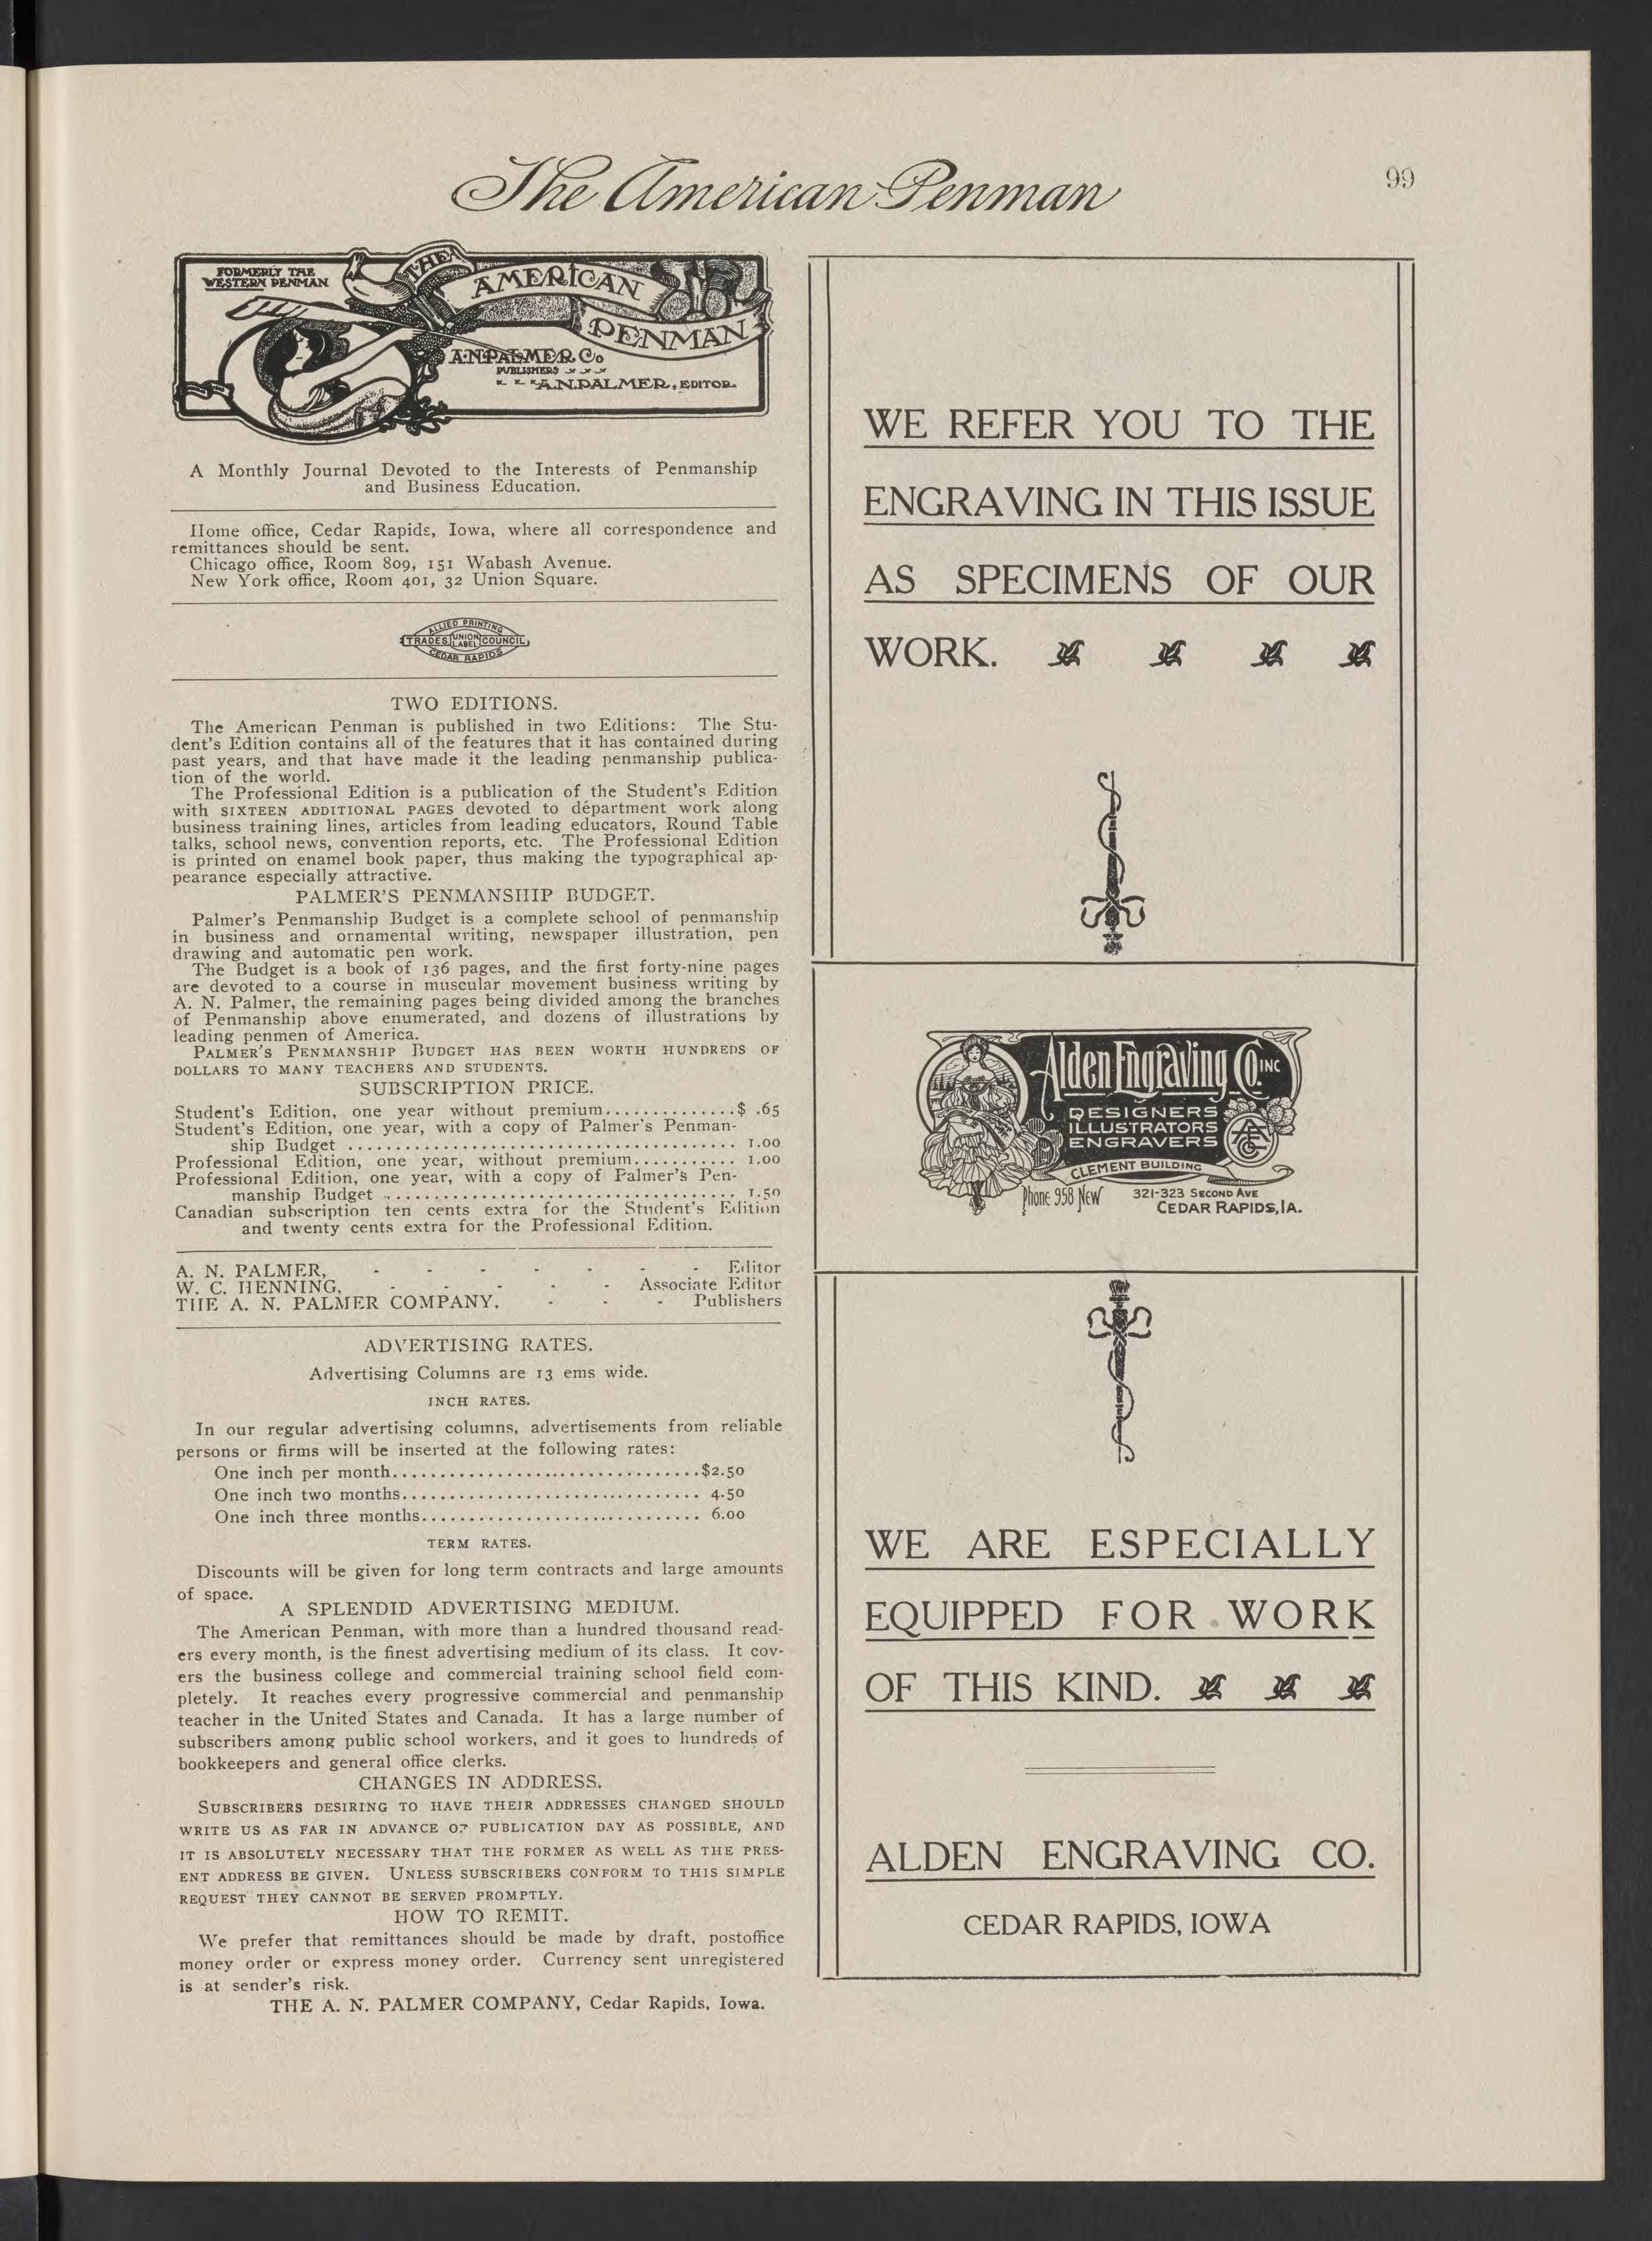 The American Penman
99
FORMERLY THE
WESTERN PENMAN
THE
AMERICAN
PENMAN
A.N.PALMER Co
PUBLISHERS
A.N.PALMER, EDITOR.
A Monthly Journal Devoted to the Interests of Penmanship
and Business Education.
Home office, Cedar Rapids, Iowa, where all correspondence and
remittances should be sent.
Chicago office, Room 809, 151 Wabash Avenue.
New York office, Room 401, 32 Union Square.
ALLIED PRINTING
TRADES UNION LABEL COUNCIL
CEDAR RAPIDS
TWO EDITIONS.
The American Penman is published in two Editions: The Stu-
dent's Edition contains all of the features that it has contained during
past years, and that have made it the leading penmanship publica-
tion of the world.
The Professional Edition is a publication of the Student's Edition
with SIXTEEN ADDITIONAL PAGES devoted to department work along
business training lines, articles from leading educators, Round Table
talks, school news, convention reports, etc. The Professional Edition
is printed on enamel book paper, thus making the typographical ap-
pearance especially attractive.
PALMER'S PENMANSHIP BUDGET.
Palmer's Penmanship Budget is a complete school of penmanship
in business and ornamental writing, newspaper illustration, pen
drawing and automatic pen work.
The Budget is a book of 136 pages, and the first forty-nine pages
are devoted to a course in muscular movement business writing by
A. N. Palmer, the remaining pages being divided among the branches
of Penmanship above enumerated, and dozens of illustrations by
leading penmen of America.
PALMER'S PENMANSHIP BUDGET HAS BEEN WORTH HUNDREDS OF
DOLLARS TO MANY TEACHERS AND STUDENTS.
SUBSCRIPTION PRICE.
Student's Edition, one year without premium..............$ .65
Student's Edition, one year, with a copy of Palmer's Penman-
ship Budget ........................................ 1.00
Professional Edition, one year, without premium........... 1.00
Professional Edition, one year, with a copy of Palmer's Pen-
manship Budget .................................... 1.50
Canadian subscription ten cents extra for the Student's Edition
and twenty cents extra for the Professional Edition.
A. N. PALMER, - - - - - - - Editor
W. C. HENNING, - - - - - Associate Editor
THE A. N. PALMER COMPANY, - - - Publishers
ADVERTISING RATES.
Advertising Columns are 13 ems wide.
INCH RATES.
In our regular advertising columns, advertisements from reliable
persons or firms will be inserted at the following rates:
One inch per month................................$2.50
One inch two months............................... 4.50
One inch three months............................. 6.00
TERM RATES.
Discounts will be given for long term contracts and large amounts
of space.
A SPLENDID ADVERTISING MEDIUM.
The American Penman, with more than a hundred thousand read-
ers every month, is the finest advertising medium of its class. It cov-
ers the business college and commercial training school field com-
pletely. It reaches every progressive commercial and penmanship
teacher in the United States and Canada. It has a large number of
subscribers among public school workers, and it goes to hundreds of
bookkeepers and general office clerks.
CHANGES IN ADDRESS.
SUBSCRIBERS DESIRING TO HAVE THEIR ADDRESSES CHANGED SHOULD
WRITE US AS FAR IN ADVANCE OF PUBLICATION DAY AS POSSIBLE, AND
IT IS ABSOLUTELY NECESSARY THAT THE FORMER AS WELL AS THE PRES-
ENT ADDRESS BE GIVEN. UNLESS SUBSCRIBERS CONFORM TO THIS SIMPLE
REQUEST THEY CANNOT BE SERVED PROMPTLY.
HOW TO REMIT.
We prefer that remittances should be made by draft, postoffice
money order or express money order. Currency sent unregistered
is at sender's risk.
THE A. N. PALMER COMPANY, Cedar Rapids, Iowa.
WE REFER YOU TO THE
ENGRAVING IN THIS ISSUE
AS SPECIMENS OF OUR
WORK.
Alden Engraving Co. INC
DESIGNERS
ILLUSTRATORS
ENGRAVERS
CLEMENT BUILDING
Phone 958 New
321-323 SECOND AVE
CEDAR RAPIDS, IA.
WE ARE ESPECIALLY
EQUIPPED FOR WORK
OF THIS KIND.
ALDEN ENGRAVING CO.
CEDAR RAPIDS, IOWA